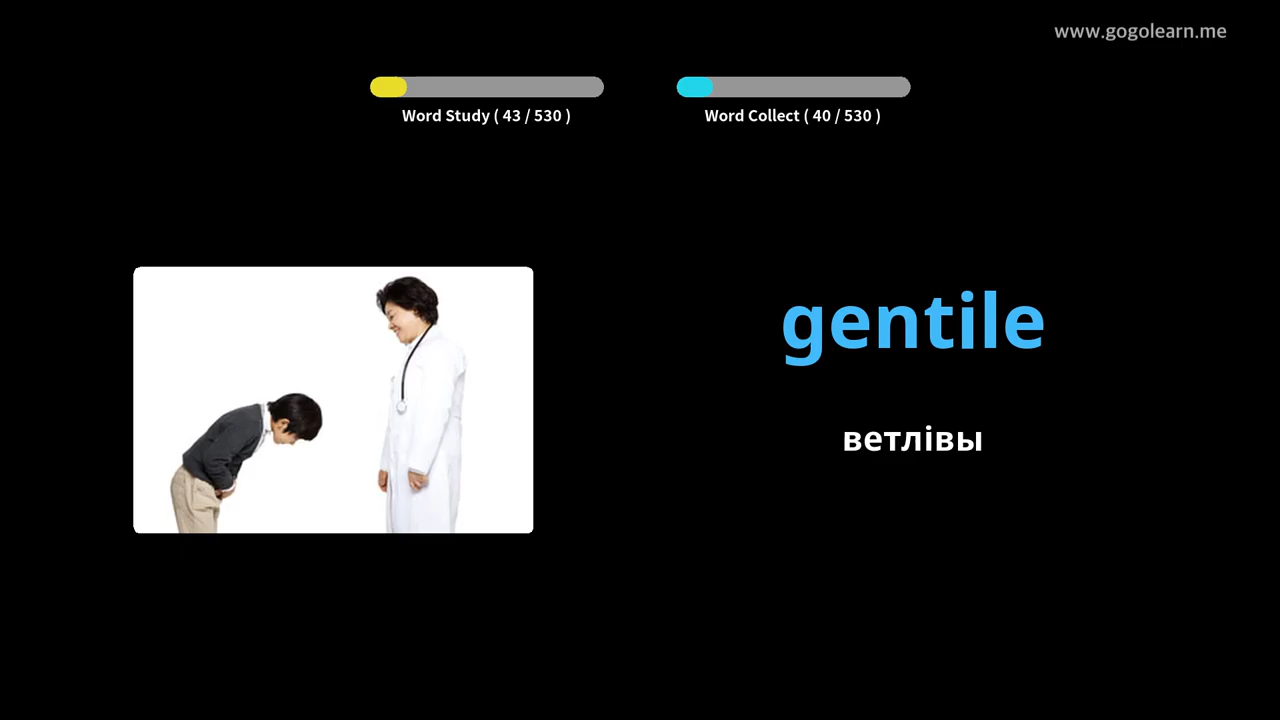 www.gogolearn.me
Word Study ( 43 / 530 )
Word Collect ( 40 / 530 )
gentile
ветлівы